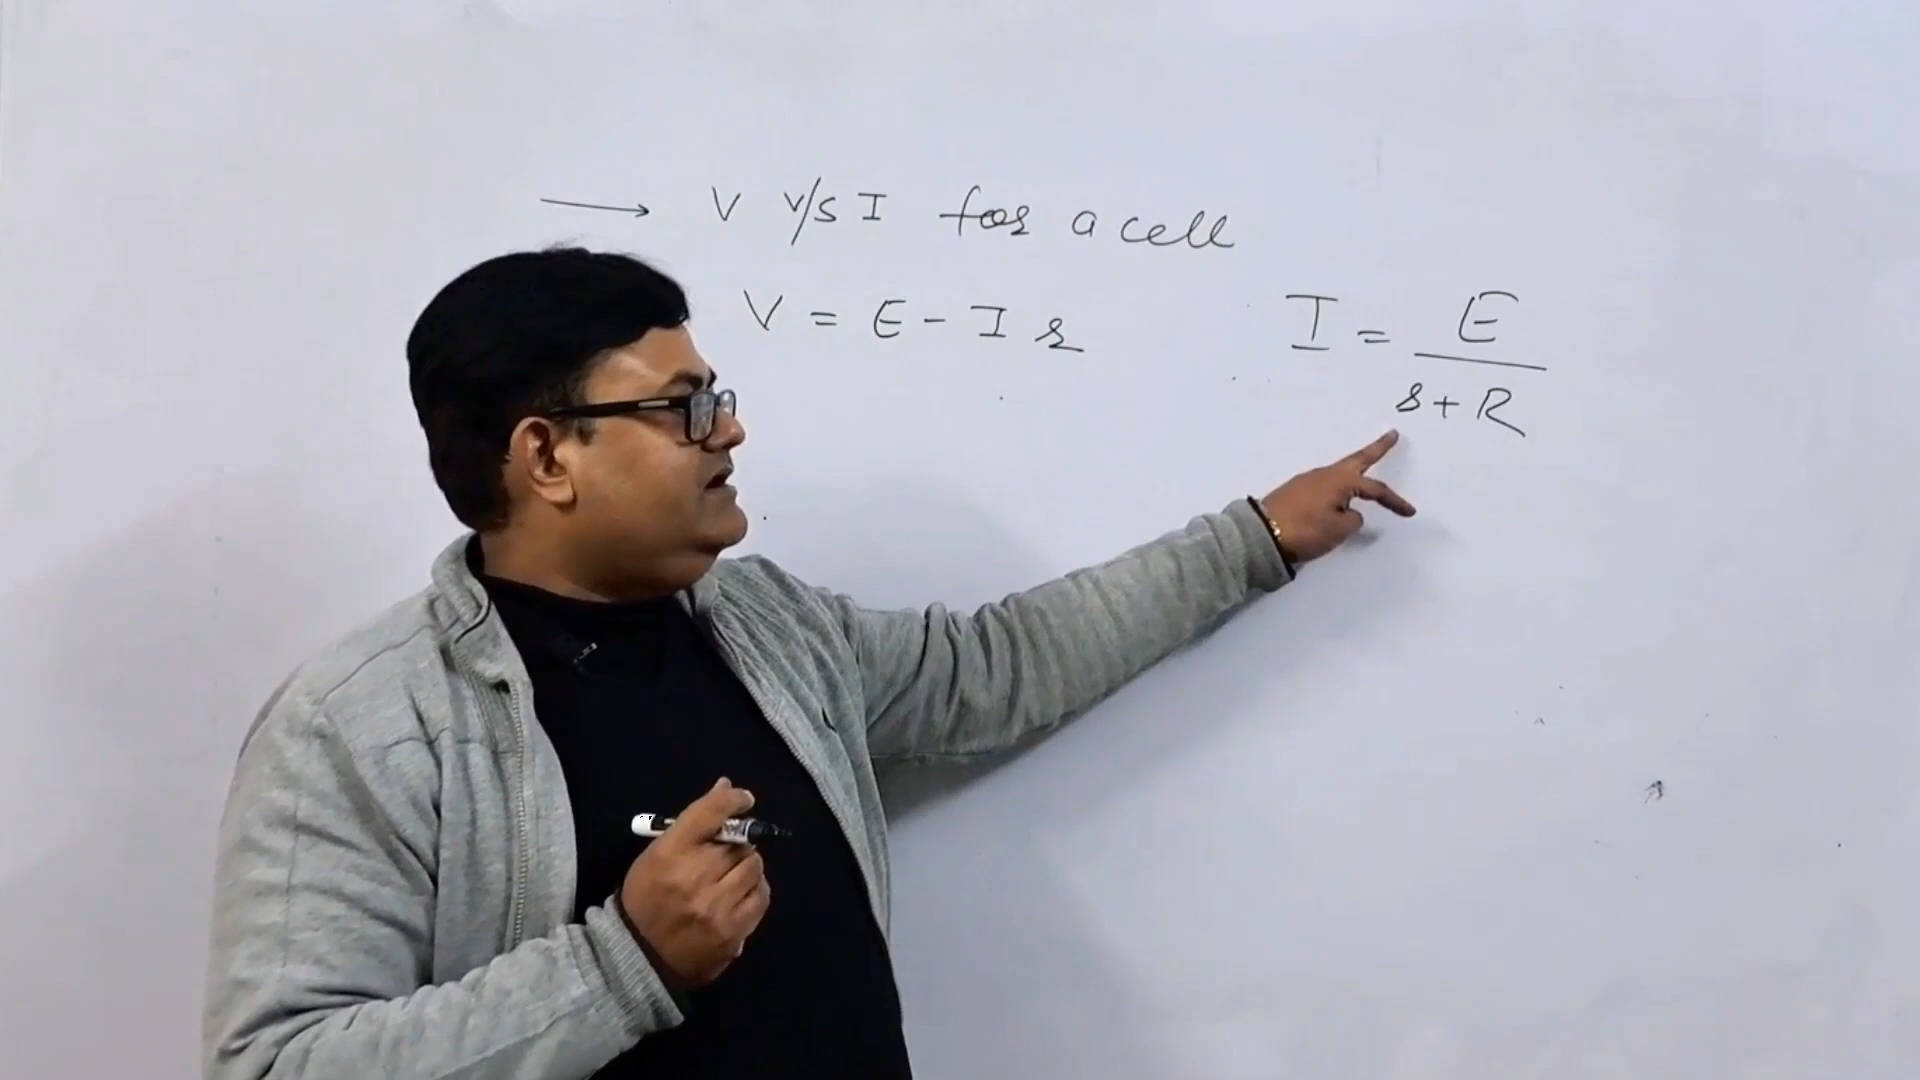 → V v/s I for a cell
V = E - I r
I = E / r + R